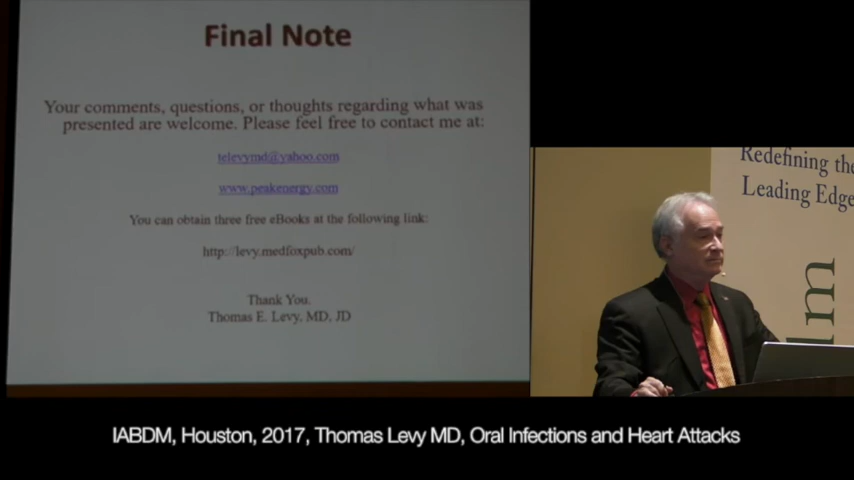 Final Note
Your comments, questions, or thoughts regarding what was
presented are welcome. Please feel free to contact me at:
televymd@yahoo.com
www.peakenergy.com
You can obtain three free eBooks at the following link:
http://levy.medfoxpub.com/
Thank You.
Thomas E. Levy, MD, JD
Redefining the
Leading Edge
dm
IABDM, Houston, 2017, Thomas Levy MD, Oral Infections and Heart Attacks